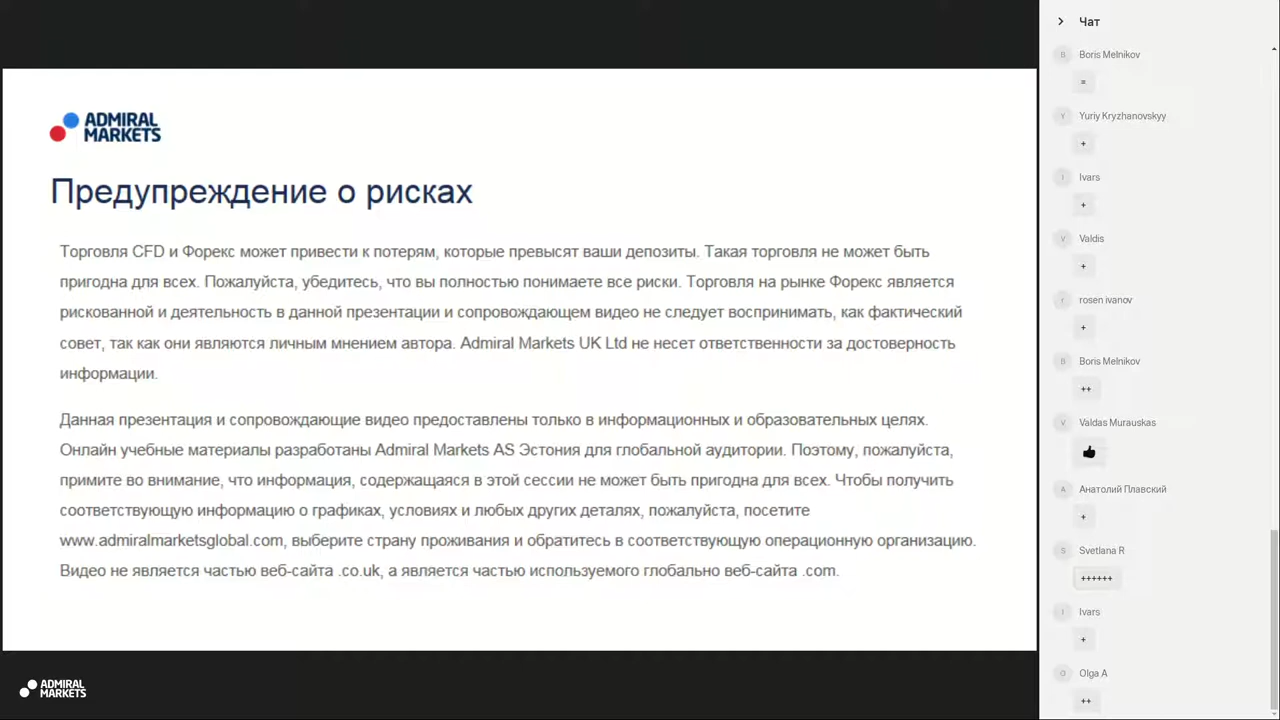 ADMIRAL
MARKETS
Предупреждение о рисках
Торговля CFD и Форекс может привести к потерям, которые превысят ваши депозиты. Такая торговля не может быть
пригодна для всех. Пожалуйста, убедитесь, что вы полностью понимаете все риски. Торговля на рынке Форекс является
рискованной и деятельность в данной презентации и сопровождающем видео не следует воспринимать, как фактический
совет, так как они являются личным мнением автора. Admiral Markets UK Ltd не несет ответственности за достоверность
информации.
Данная презентация и сопровождающие видео предоставлены только в информационных и образовательных целях.
Онлайн учебные материалы разработаны Admiral Markets AS Эстония для глобальной аудитории. Поэтому, пожалуйста,
примите во внимание, что информация, содержащаяся в этой сессии не может быть пригодна для всех. Чтобы получить
соответствующую информацию о графиках, условиях и любых других деталях, пожалуйста, посетите
www.admiralmarketsglobal.com, выберите страну проживания и обратитесь в соответствующую операционную организацию.
Видео не является частью веб-сайта .co.uk, а является частью используемого глобально веб-сайта .com.
ADMIRAL
MARKETS
Чат
B Boris Melnikov
=
Y Yuriy Kryzhanovskyy
+
I Ivars
+
V Valdis
+
r rosen ivanov
+
B Boris Melnikov
++
V Valdas Murauskas
А Анатолий Плавский
+
S Svetlana R
++++++
I Ivars
+
O Olga A
++